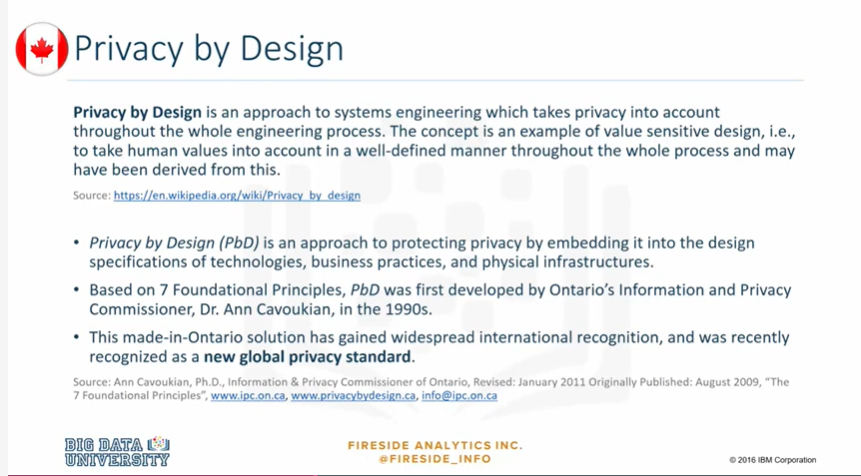 Privacy by Design
Privacy by Design is an approach to systems engineering which takes privacy into account
throughout the whole engineering process. The concept is an example of value sensitive design, i.e.,
to take human values into account in a well-defined manner throughout the whole process and may
have been derived from this.
Source: https://en.wikipedia.org/wiki/Privacy_by_design
• Privacy by Design (PbD) is an approach to protecting privacy by embedding it into the design
specifications of technologies, business practices, and physical infrastructures.
• Based on 7 Foundational Principles, PbD was first developed by Ontario's Information and Privacy
Commissioner, Dr. Ann Cavoukian, in the 1990s.
• This made-in-Ontario solution has gained widespread international recognition, and was recently
recognized as a new global privacy standard.
Source: Ann Cavoukian, Ph.D., Information & Privacy Commissioner of Ontario, Revised: January 2011 Originally Published: August 2009, "The
7 Foundational Principles", www.ipc.on.ca, www.privacybydesign.ca, info@ipc.on.ca
BIG DATA
UNIVERSITY
FIRESIDE ANALYTICS INC.
@FIRESIDE_INFO
© 2016 IBM Corporation